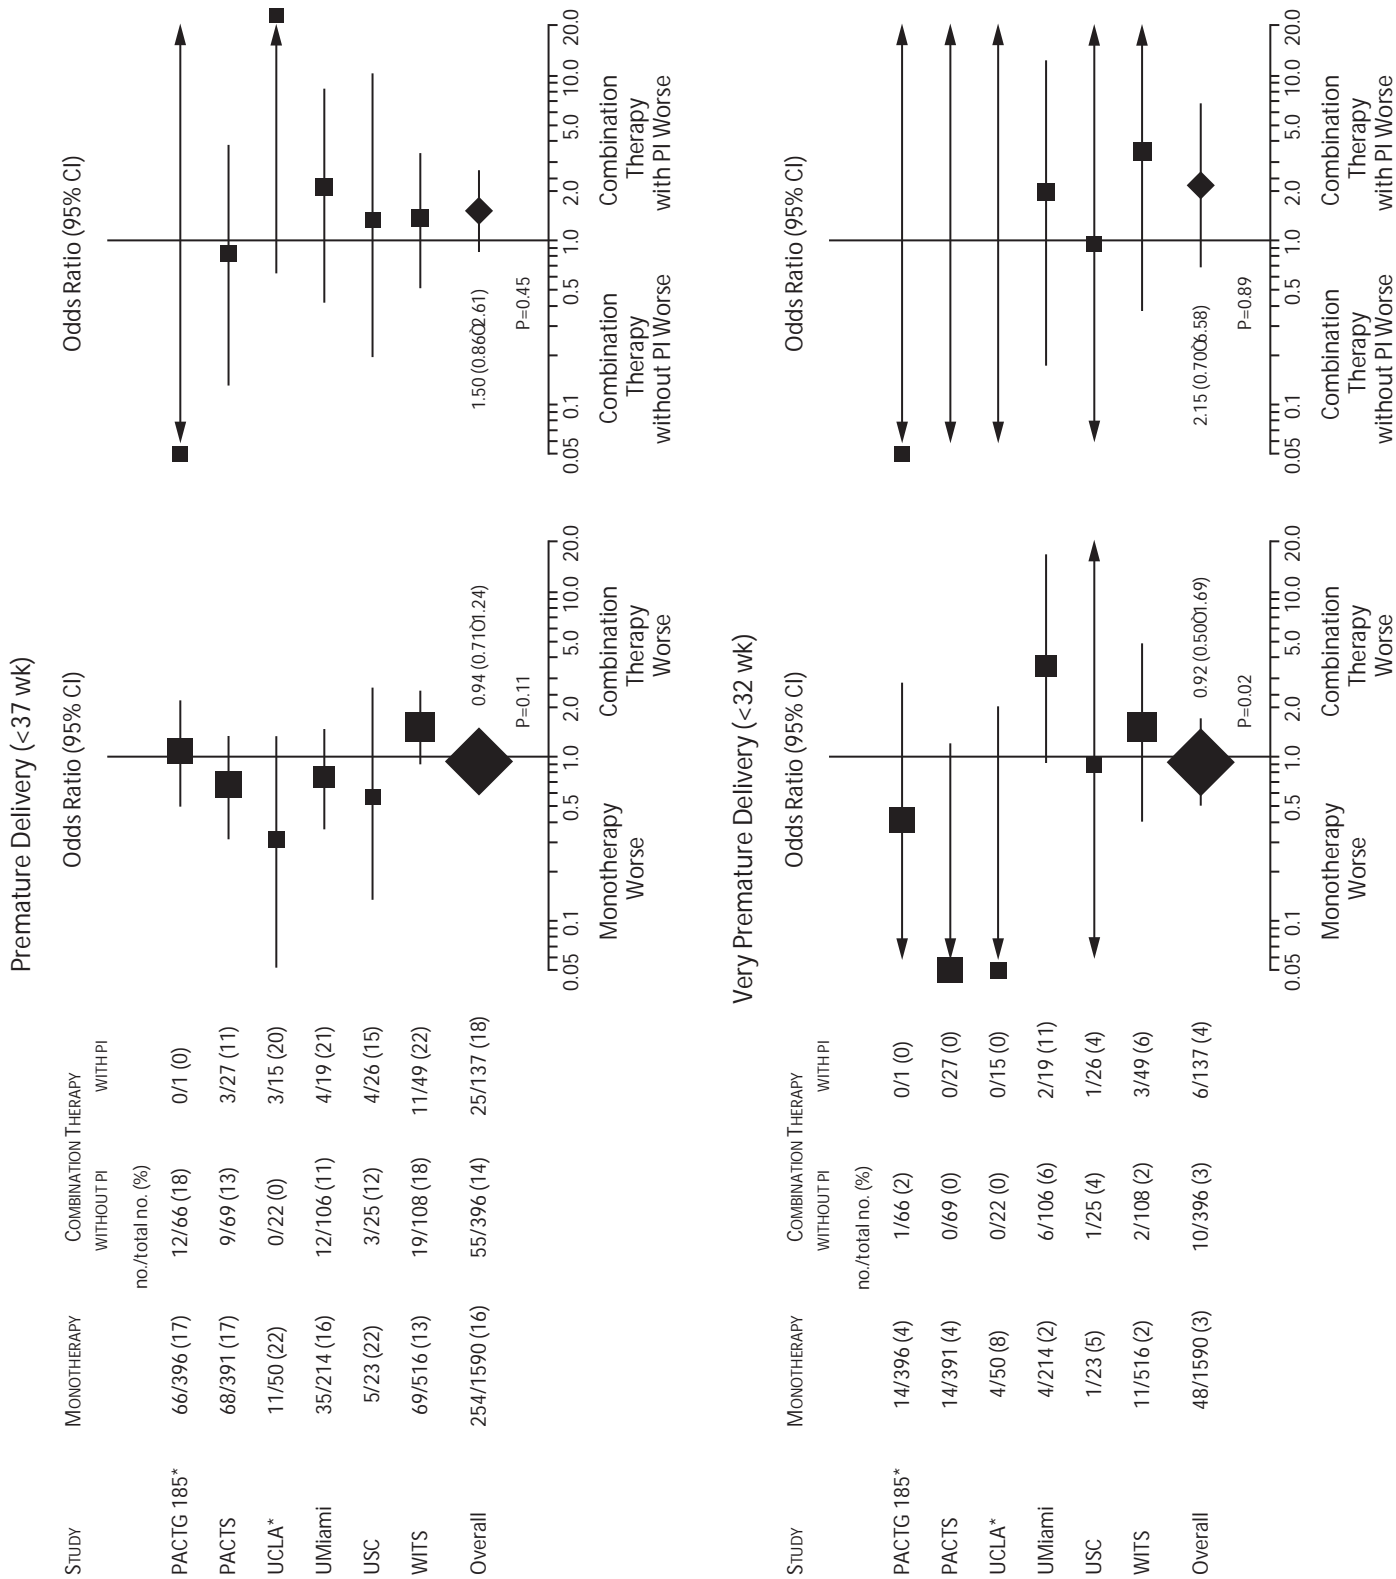 Premature Delivery (<37 wk)
STUDY MONOTHERAPY COMBINATION THERAPY Odds Ratio (95% CI) Odds Ratio (95% CI)
WITHOUT PI WITH PI
no./total no. (%)
PACTG 185* 66/396 (17) 12/66 (18) 0/1 (0)
PACTS 68/391 (17) 9/69 (13) 3/27 (11)
UCLA* 11/50 (22) 0/22 (0) 3/15 (20)
UMiami 35/214 (16) 12/106 (11) 4/19 (21)
USC 5/23 (22) 3/25 (12) 4/26 (15)
WITS 69/516 (13) 19/108 (18) 11/49 (22)
Overall 254/1590 (16) 55/396 (14) 25/137 (18) 0.94 (0.71Ò1.24) 1.50 (0.86Ò2.61)
P=0.11 P=0.45
0.05 0.1 0.5 1.0 2.0 5.0 10.0 20.0 0.05 0.1 0.5 1.0 2.0 5.0 10.0 20.0
Monotherapy Combination Combination Combination
Worse Therapy Therapy Therapy
Worse without PI Worse with PI Worse
Very Premature Delivery (<32 wk)
STUDY MONOTHERAPY COMBINATION THERAPY Odds Ratio (95% CI) Odds Ratio (95% CI)
WITHOUT PI WITH PI
no./total no. (%)
PACTG 185* 14/396 (4) 1/66 (2) 0/1 (0)
PACTS 14/391 (4) 0/69 (0) 0/27 (0)
UCLA* 4/50 (8) 0/22 (0) 0/15 (0)
UMiami 4/214 (2) 6/106 (6) 2/19 (11)
USC 1/23 (5) 1/25 (4) 1/26 (4)
WITS 11/516 (2) 2/108 (2) 3/49 (6)
Overall 48/1590 (3) 10/396 (3) 6/137 (4) 0.92 (0.50Ò1.69) 2.15 (0.70Ò6.58)
P=0.02 P=0.89
0.05 0.1 0.5 1.0 2.0 5.0 10.0 20.0 0.05 0.1 0.5 1.0 2.0 5.0 10.0 20.0
Monotherapy Combination Combination Combination
Worse Therapy Therapy Therapy
Worse without PI Worse with PI Worse